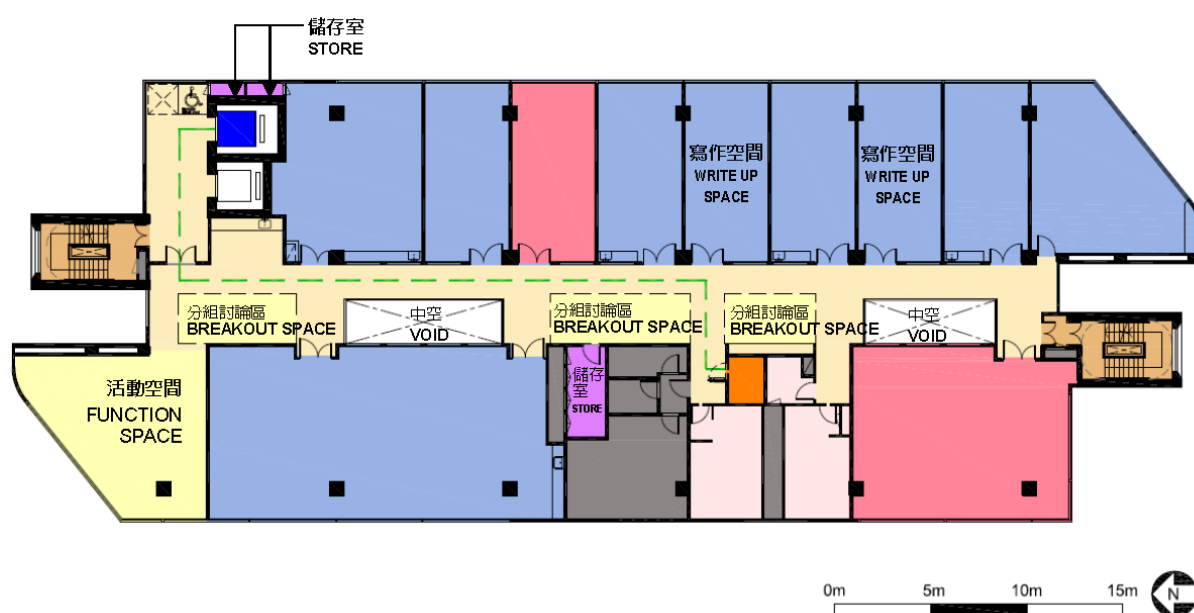 儲存室
STORE
寫作空間
WRITE UP
SPACE
寫作空間
WRITE UP
SPACE
分組討論區
BREAKOUT SPACE
中空
VOID
分組討論區
BREAKOUT SPACE
分組討論區
BREAKOUT SPACE
中空
VOID
活動空間
FUNCTION
SPACE
儲存
室
STORE
0m 5m 10m 15m
N